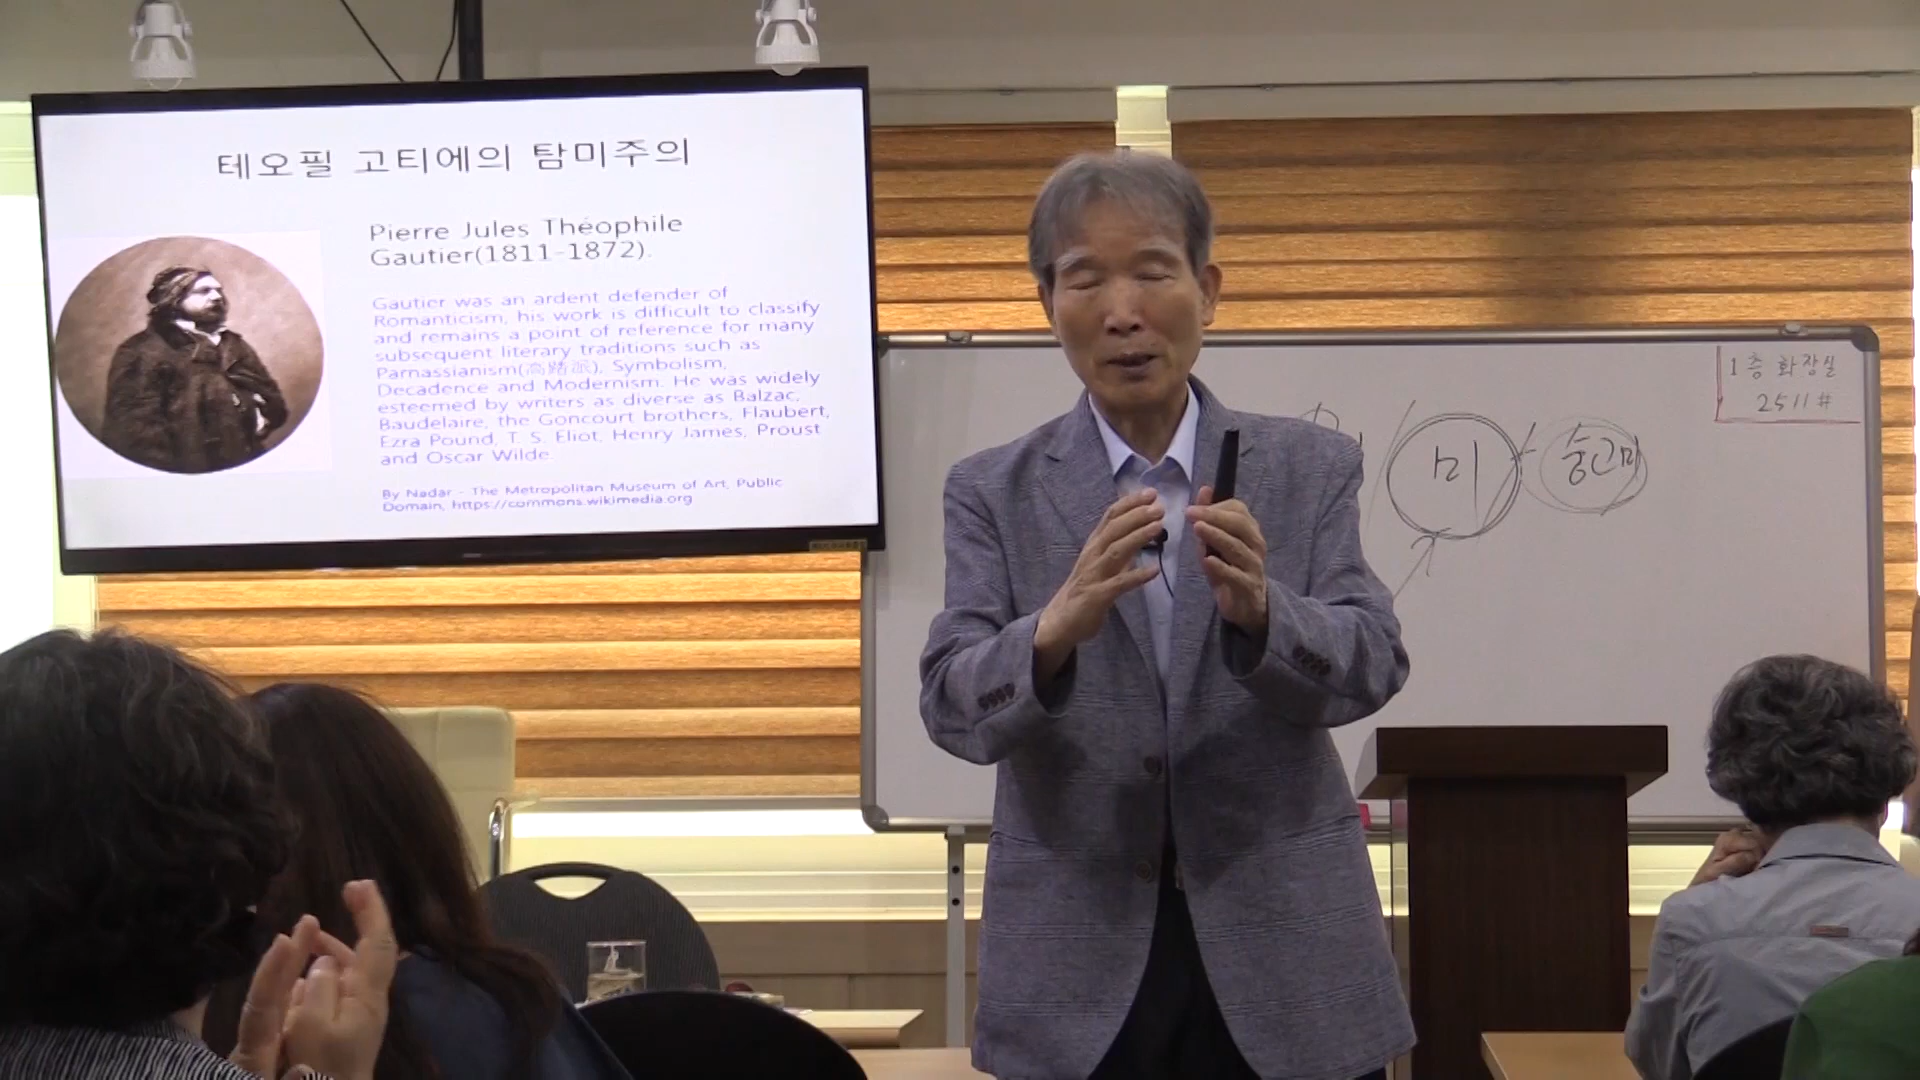 테오필 고티에의 탐미주의
Pierre Jules Théophile
Gautier(1811-1872).
Gautier was an ardent defender of
Romanticism, his work is difficult to classify
and remains a point of reference for many
subsequent literary traditions such as
Parnassianism(高踏派), Symbolism,
Decadence and Modernism. He was widely
esteemed by writers as diverse as Balzac,
Baudelaire, the Goncourt brothers, Flaubert,
Ezra Pound, T. S. Eliot, Henry James, Proust
and Oscar Wilde.
By Nadar - The Metropolitan Museum of Art, Public
Domain, https://commons.wikimedia.org
1층 화장실
2511#
미
숭고미